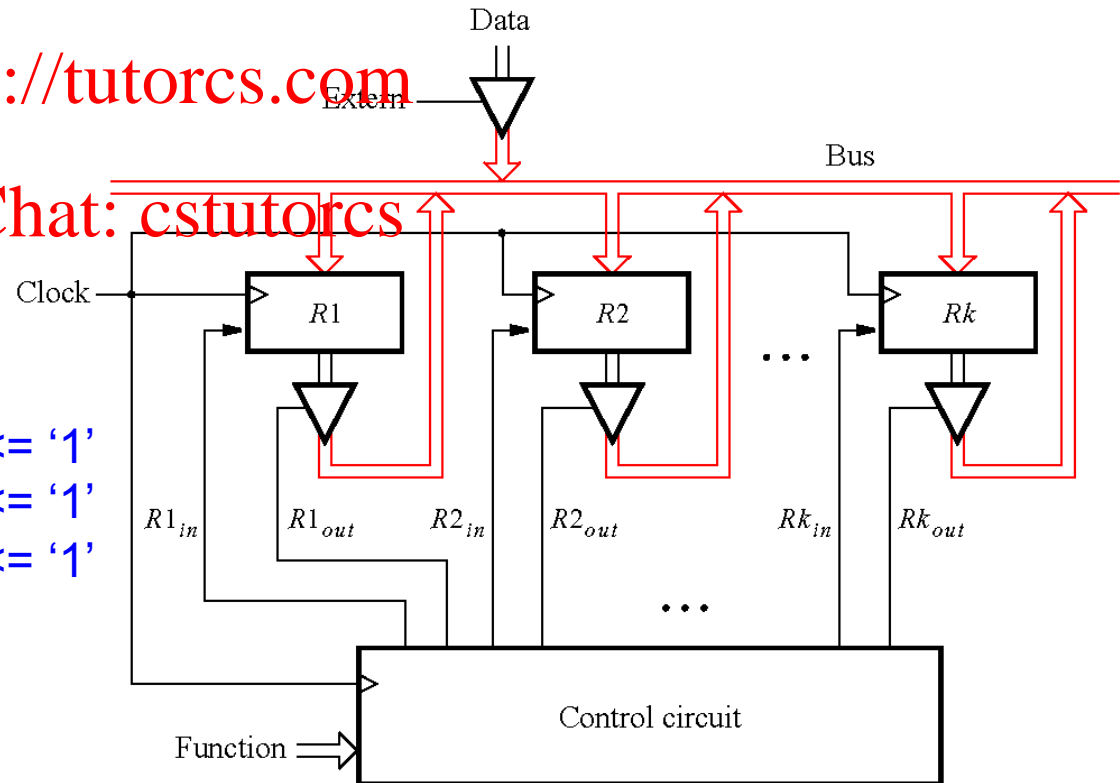 Data
://tutorcs.com
Extern
Bus
Chat: cstutorcs
Clock
R1
R2
Rk
• • •
<= ‘1’
<= ‘1’
<= ‘1’
R1in
R1out
R2in
R2out
Rkin
Rkout
• • •
Control circuit
Function